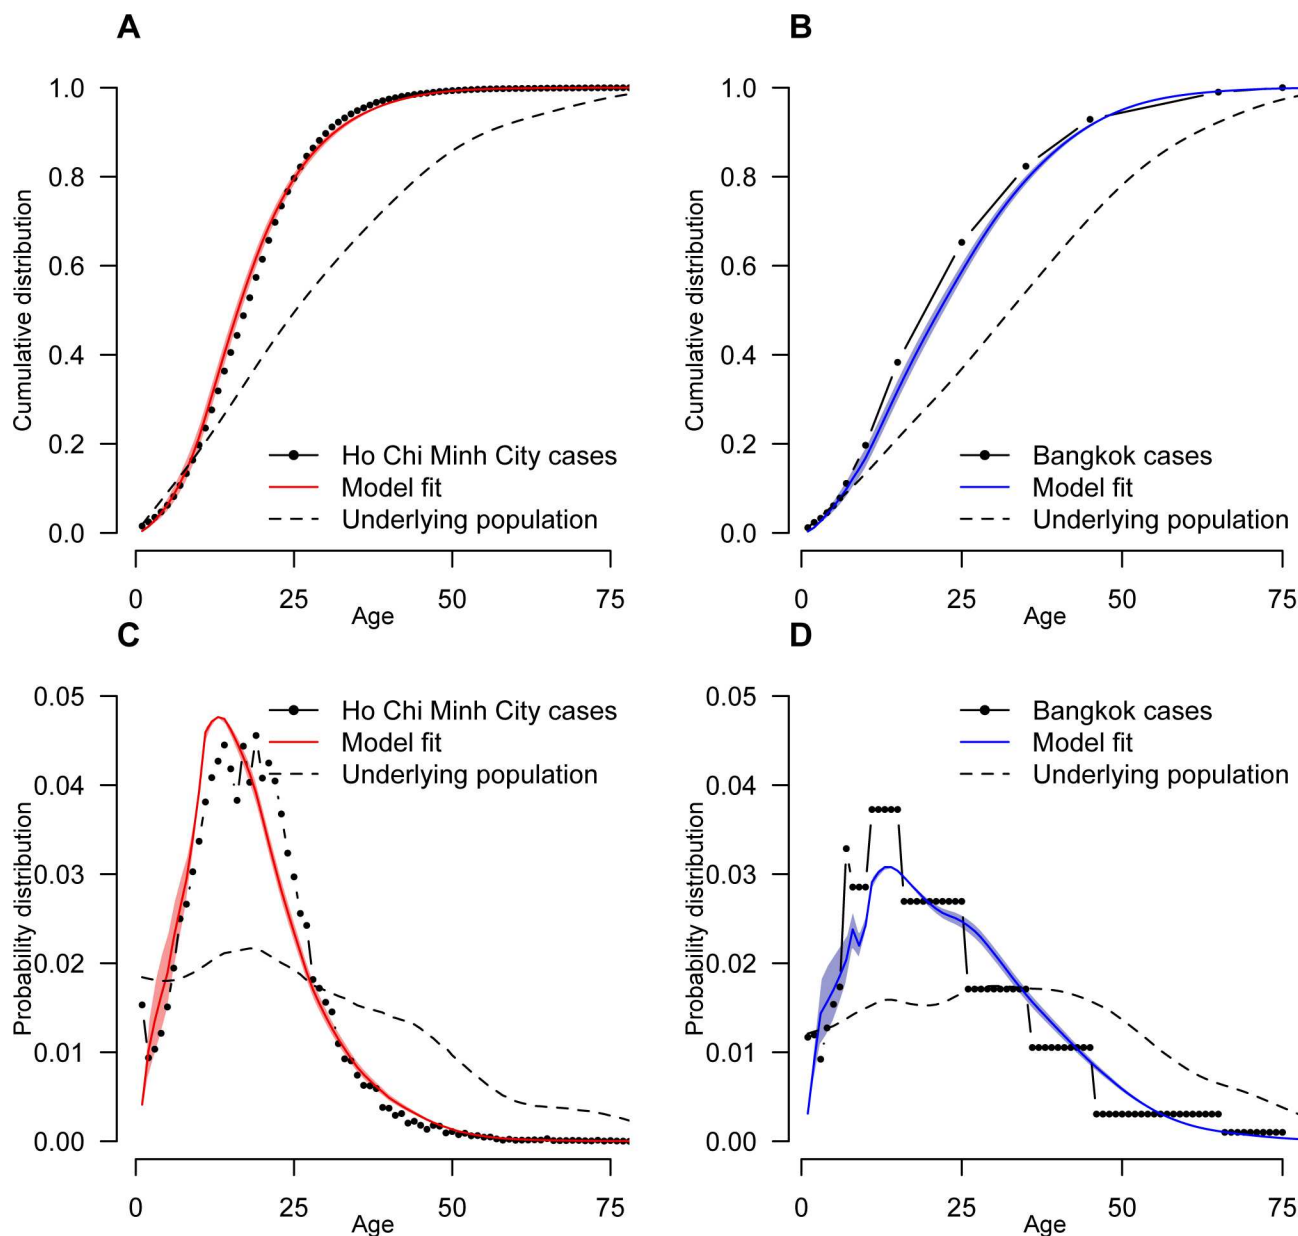 A
Cumulative distribution
1.0
0.8
0.6
0.4
0.2
0.0
Ho Chi Minh City cases
Model fit
Underlying population
0 25 50 75
Age
B
Cumulative distribution
1.0
0.8
0.6
0.4
0.2
0.0
Bangkok cases
Model fit
Underlying population
0 25 50 75
Age
C
Probability distribution
0.05
0.04
0.03
0.02
0.01
0.00
Ho Chi Minh City cases
Model fit
Underlying population
0 25 50 75
Age
D
Probability distribution
0.05
0.04
0.03
0.02
0.01
0.00
Bangkok cases
Model fit
Underlying population
0 25 50 75
Age